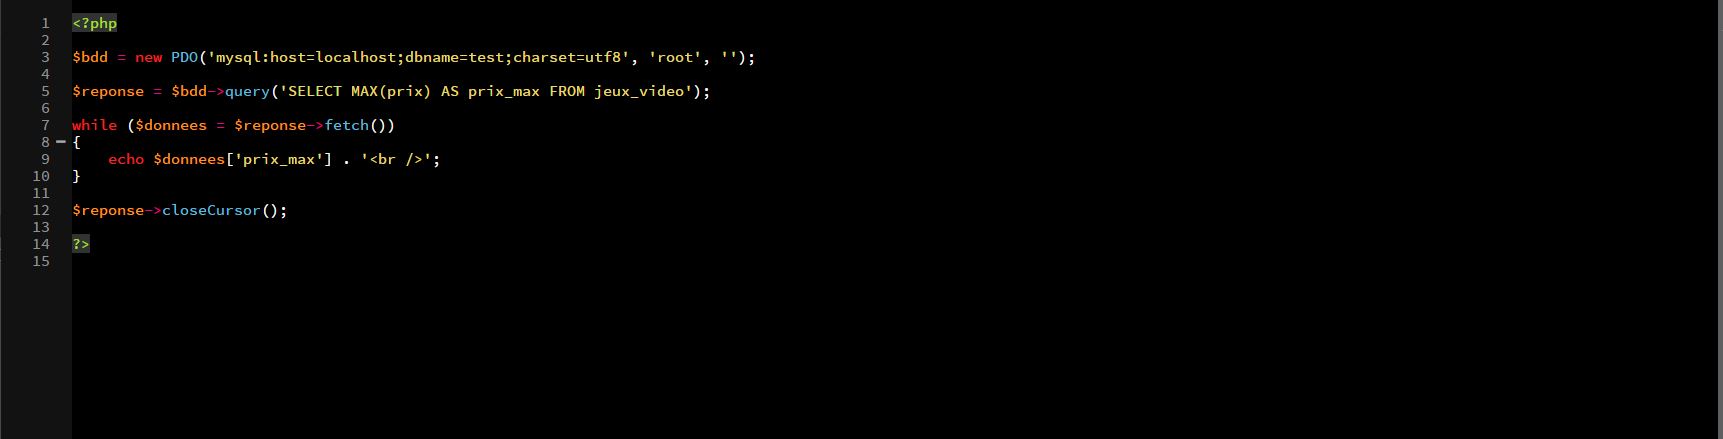 1 <?php
2
3 $bdd = new PDO('mysql:host=localhost;dbname=test;charset=utf8', 'root', '');
4
5 $reponse = $bdd->query('SELECT MAX(prix) AS prix_max FROM jeux_video');
6
7 while ($donnees = $reponse->fetch())
8 {
9     echo $donnees['prix_max'] . '<br />';
10 }
11
12 $reponse->closeCursor();
13
14 ?>
15